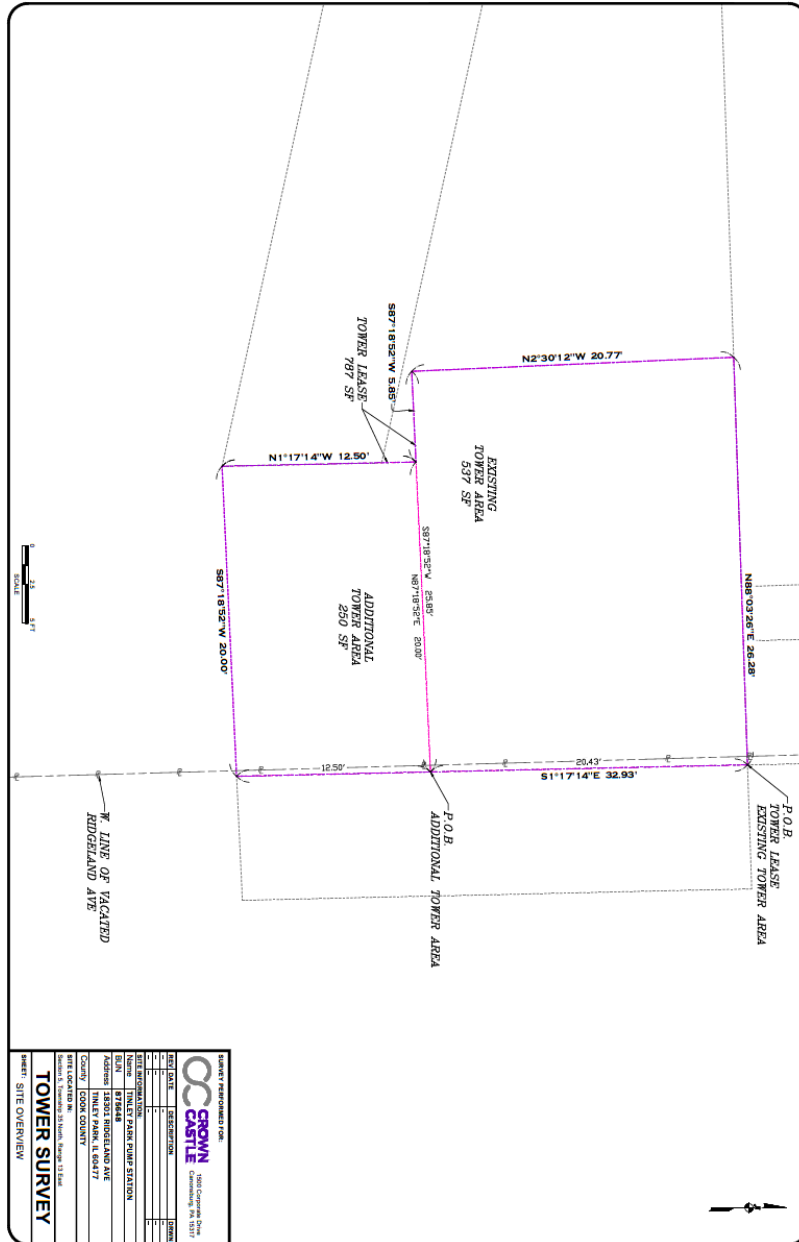 N88°03'26"E 26.28'
N2°30'12"W 20.77'
P.O.B.
TOWER LEASE
EXISTING TOWER AREA
EXISTING
TOWER AREA
537 SF
20.43'
S1°17'14"E 32.93'
S87°18'52"W 5.85'
TOWER LEASE
787 SF
S87°18'52"W 25.85'
N87°18'52"E 20.00'
P.O.B.
ADDITIONAL TOWER AREA
N1°17'14"W 12.50'
ADDITIONAL
TOWER AREA
250 SF
12.50'
S87°18'52"W 20.00'
W. LINE OF VACATED
RIDGELAND AVE
0 2.5 5 FT
SCALE
SURVEY PERFORMED FOR:
CROWN
CASTLE
1500 Corporate Drive
Canonsburg, PA 15317
REV DATE DESCRIPTION DRWN
SITE INFORMATION:
Name TINLEY PARK PUMP STATION
BUN 875648
Address 18301 RIDGELAND AVE
TINLEY PARK, IL 60477
County COOK COUNTY
SITE LOCATED IN:
Section 5, Township 35 North, Range 13 East
TOWER SURVEY
SHEET: SITE OVERVIEW